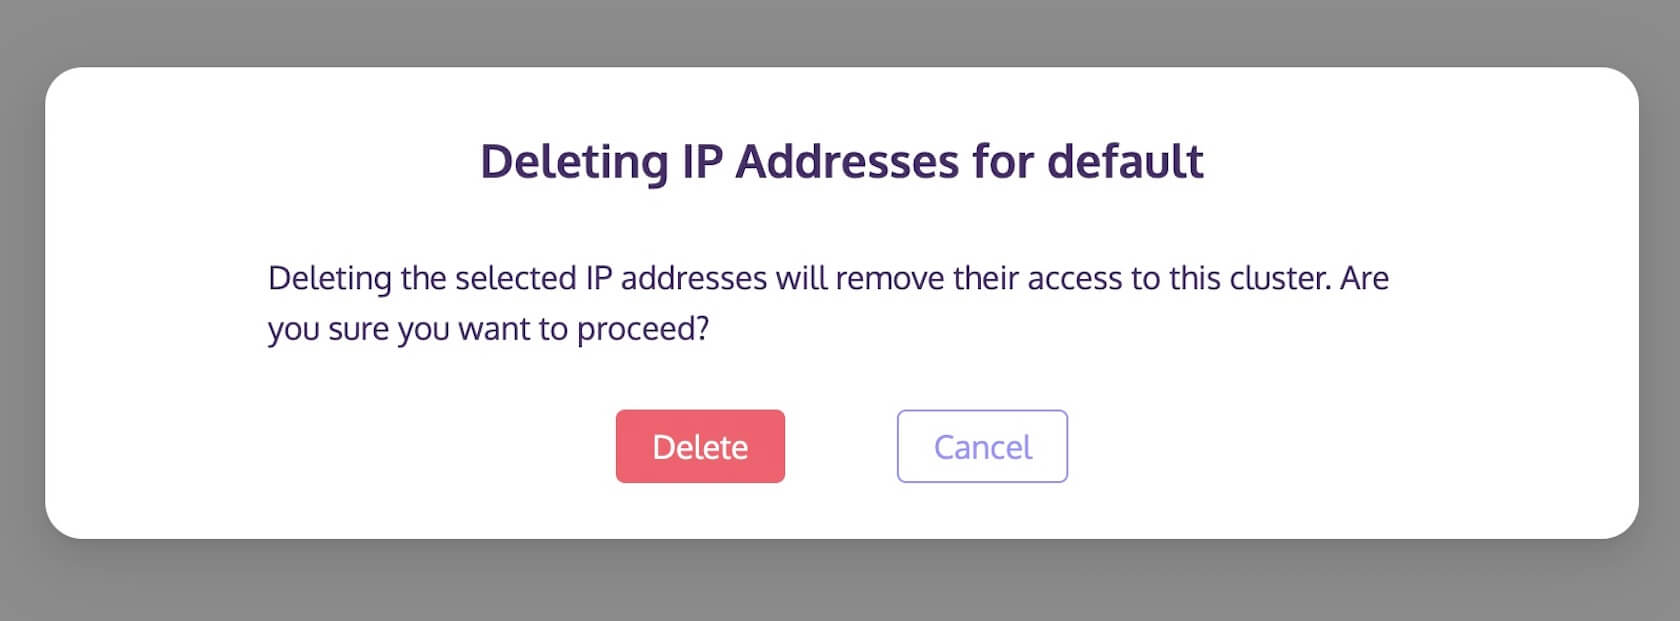 Deleting IP Addresses for default
Deleting the selected IP addresses will remove their access to this cluster. Are
you sure you want to proceed?
Delete
Cancel